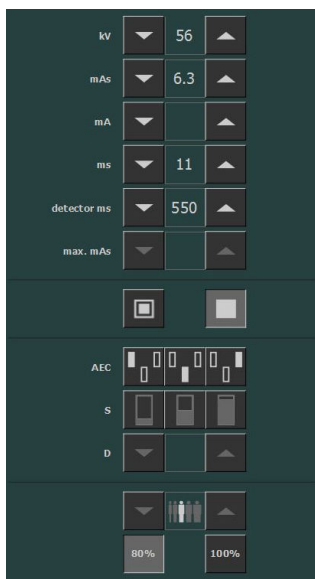 kV 56
mAs 6.3
mA
ms 11
detector ms 550
max. mAs
AEC
S
D
80% 100%